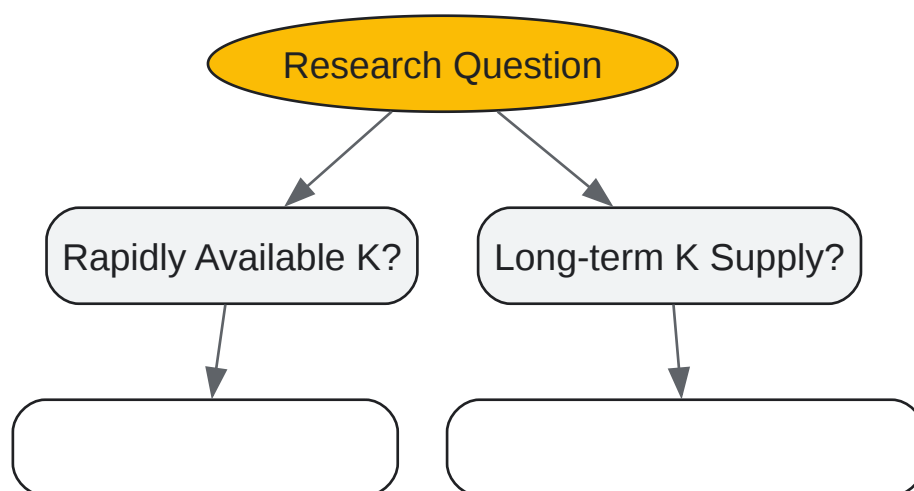 Research Question
Rapidly Available K?
Long-term K Supply?